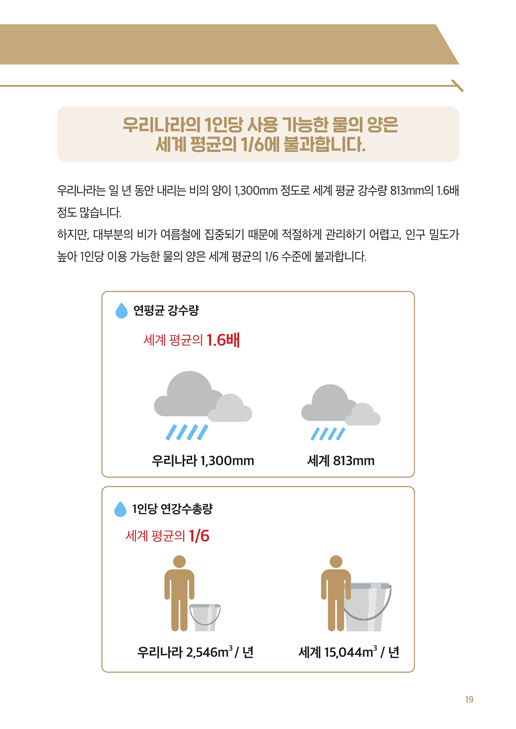 우리나라의 1인당 사용 가능한 물의 양은
세계 평균의 1/6에 불과합니다.
우리나라는 일 년 동안 내리는 비의 양이 1,300mm 정도로 세계 평균 강수량 813mm의 1.6배
정도 많습니다.
하지만, 대부분의 비가 여름철에 집중되기 때문에 적절하게 관리하기 어렵고, 인구 밀도가
높아 1인당 이용 가능한 물의 양은 세계 평균의 1/6 수준에 불과합니다.
연평균 강수량
세계 평균의 1.6배
우리나라 1,300mm 세계 813mm
1인당 연강수총량
세계 평균의 1/6
우리나라 2,546m³ / 년 세계 15,044m³ / 년
19